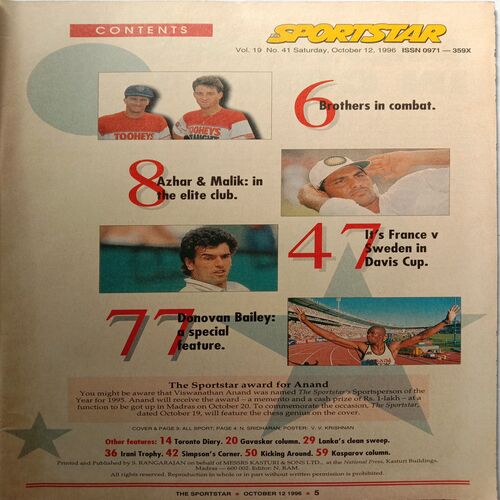 CONTENTS
THE SPORTSTAR
Vol. 19 No. 41 Saturday, October 12, 1996 ISSN 0971 — 359X
TOOHEYS
TOOHEYS
6
Brothers in combat.
8
Azhar & Malik: in
the elite club.
47
It's France v
Sweden in
Davis Cup.
77
Donovan Bailey:
a special
feature.
The Sportstar award for Anand
You might be aware that Viswanathan Anand was named The Sportstar's Sportsperson of the
Year for 1995. Anand will receive the award – a memento and a cash prize of Rs. 1-lakh – at a
function to be got up in Madras on October 20. To commemorate the occasion, The Sportstar,
dated October 19, will feature the chess genius on the cover.
COVER & PAGE 3: ALL SPORT; PAGE 4: N. SRIDHARAN; POSTER: V. V. KRISHNAN
Other features: 14 Toronto Diary. 20 Gavaskar column. 29 Lanka's clean sweep.
36 Irani Trophy. 42 Simpson's Corner. 50 Kicking Around. 59 Kasparov column.
Printed and Published by S. RANGARAJAN on behalf of MESSRS KASTURI & SONS LTD., at the National Press, Kasturi Buildings,
Madras — 600 002. Editor: N. RAM.
All rights reserved. Reproduction in whole or in part without written permission is prohibited.
THE SPORTSTAR • OCTOBER 12 1996 • 5